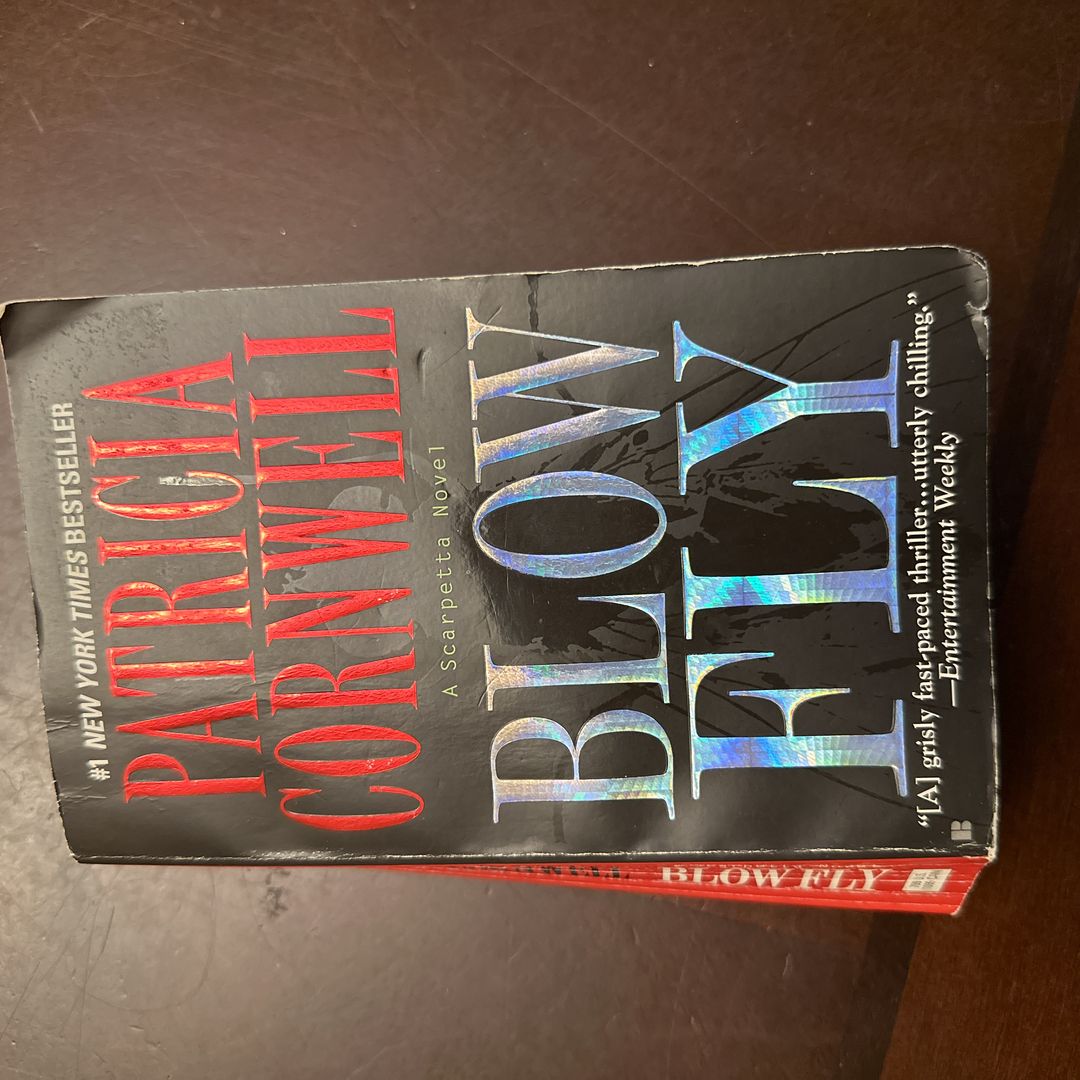 #1 NEW YORK TIMES BESTSELLER
PATRICIA
CORNWELL
A Scarpetta Novel
BLOW
FLY
“[A] grisly fast-paced thriller...utterly chilling.”
—Entertainment Weekly
B
BLOW FLY